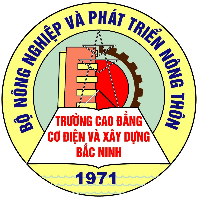 BỘ NÔNG NGHIỆP VÀ PHÁT TRIỂN NÔNG THÔN
TRƯỜNG CAO ĐẲNG
CƠ ĐIỆN VÀ XÂY DỰNG
BẮC NINH
1971